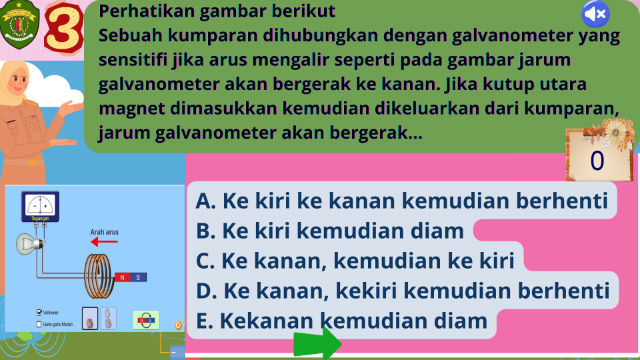 3
Perhatikan gambar berikut
Sebuah kumparan dihubungkan dengan galvanometer yang
sensitifi jika arus mengalir seperti pada gambar jarum
galvanometer akan bergerak ke kanan. Jika kutup utara
magnet dimasukkan kemudian dikeluarkan dari kumparan,
jarum galvanometer akan bergerak...
0
A. Ke kiri ke kanan kemudian berhenti
B. Ke kiri kemudian diam
C. Ke kanan, kemudian ke kiri
D. Ke kanan, kekiri kemudian berhenti
E. Kekanan kemudian diam
- +
Tegangan
Arah arus
N S
Voltmeter
Garis-garis Medan